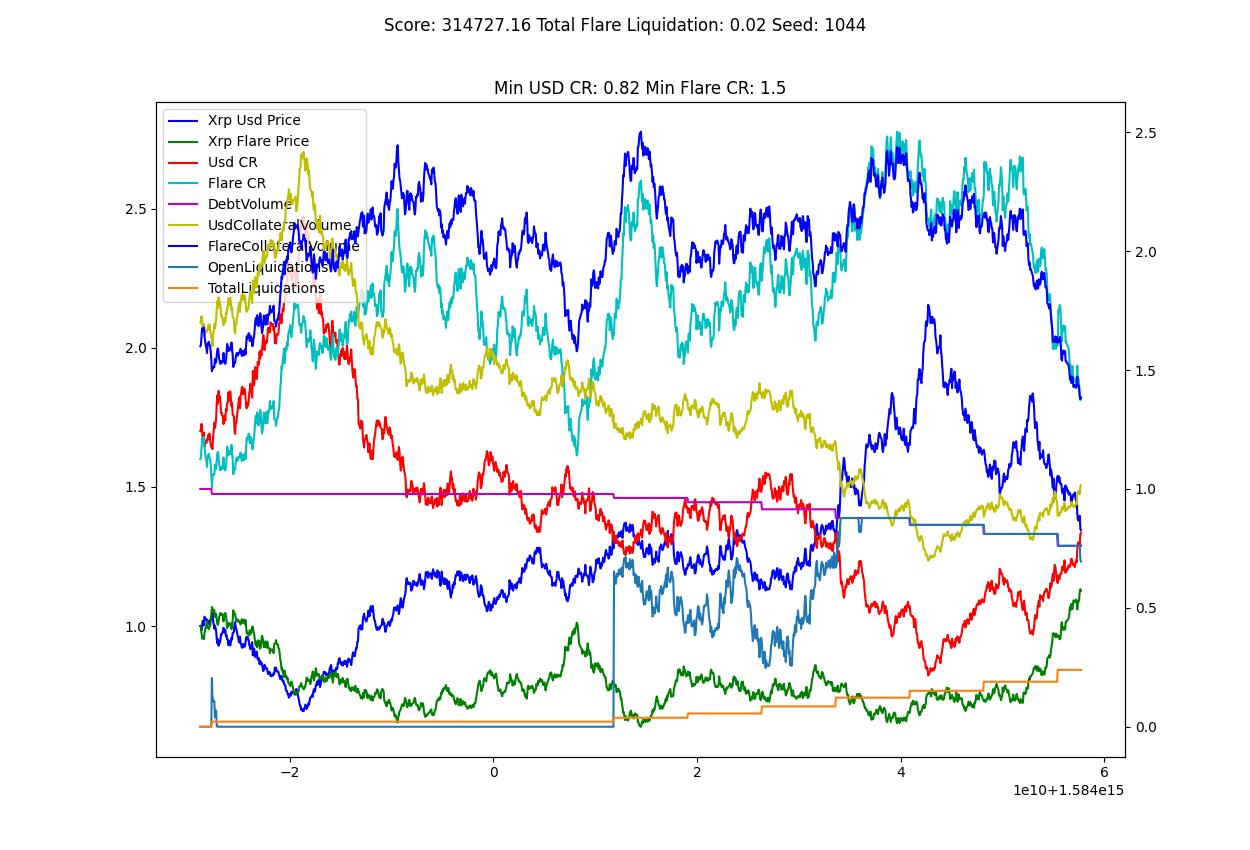 Score: 314727.16 Total Flare Liquidation: 0.02 Seed: 1044
Min USD CR: 0.82 Min Flare CR: 1.5
Xrp Usd Price
Xrp Flare Price
Usd CR
Flare CR
DebtVolume
UsdCollateralVolume
FlareCollateralVolume
OpenLiquidations
TotalLiquidations
2.5
2.0
1.5
1.0
2.5
2.0
1.5
1.0
0.5
0.0
−2
0
2
4
6
1e10+1.584e15